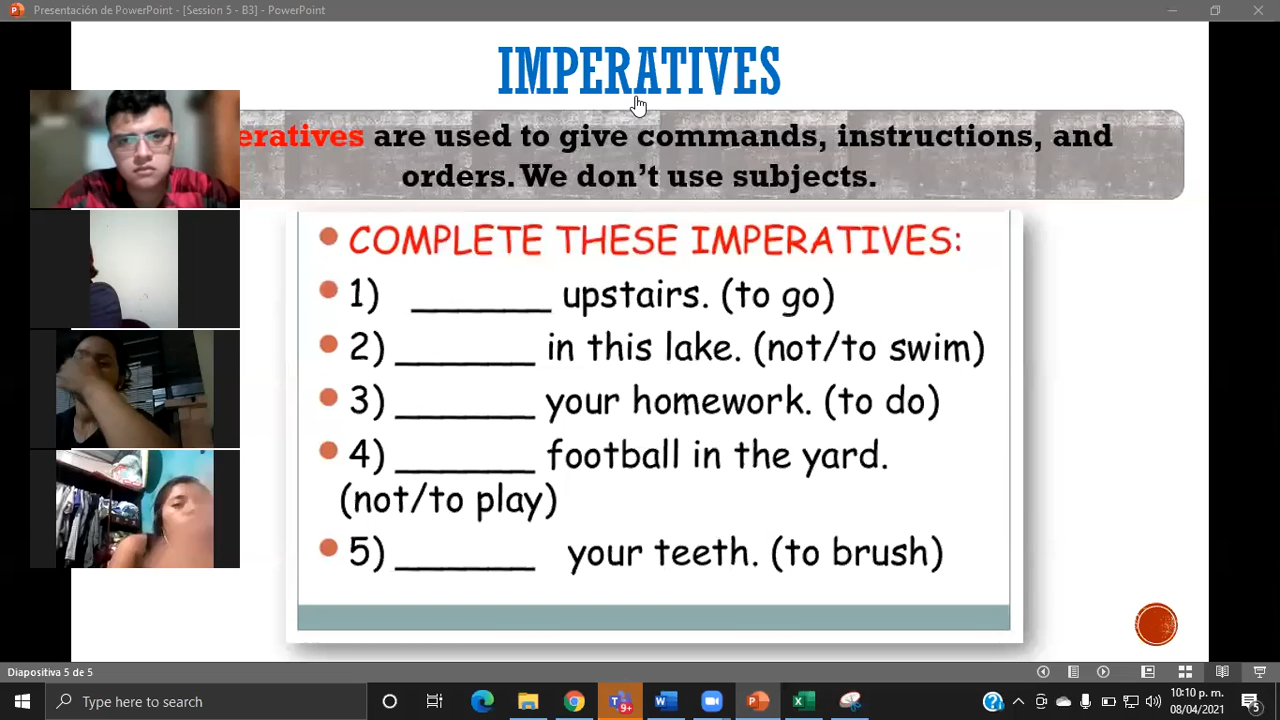 Presentación de PowerPoint - [Session 5 - B3] - PowerPoint
IMPERATIVES
eratives are used to give commands, instructions, and
orders. We don't use subjects.
COMPLETE THESE IMPERATIVES:
1) _______ upstairs. (to go)
2) _______ in this lake. (not/to swim)
3) _______ your homework. (to do)
4) _______ football in the yard.
(not/to play)
5) _______ your teeth. (to brush)
Diapositiva 5 de 5
Type here to search
9+
10:10 p. m.
08/04/2021
5